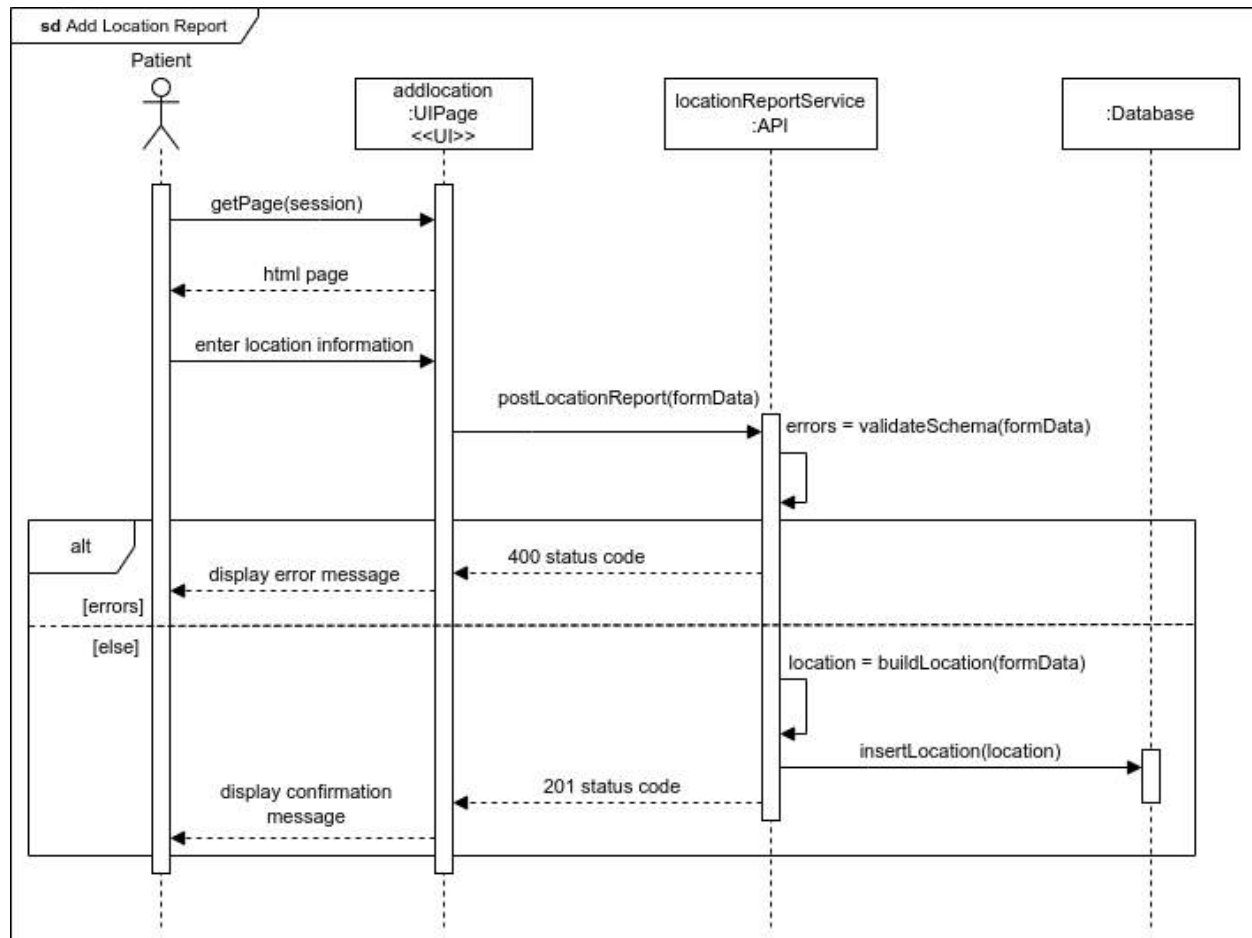 sd Add Location Report
Patient
addlocation
:UIPage
<<UI>>
locationReportService
:API
:Database
getPage(session)
html page
enter location information
postLocationReport(formData)
errors = validateSchema(formData)
alt
400 status code
display error message
[errors]
[else]
location = buildLocation(formData)
insertLocation(location)
201 status code
display confirmation
message